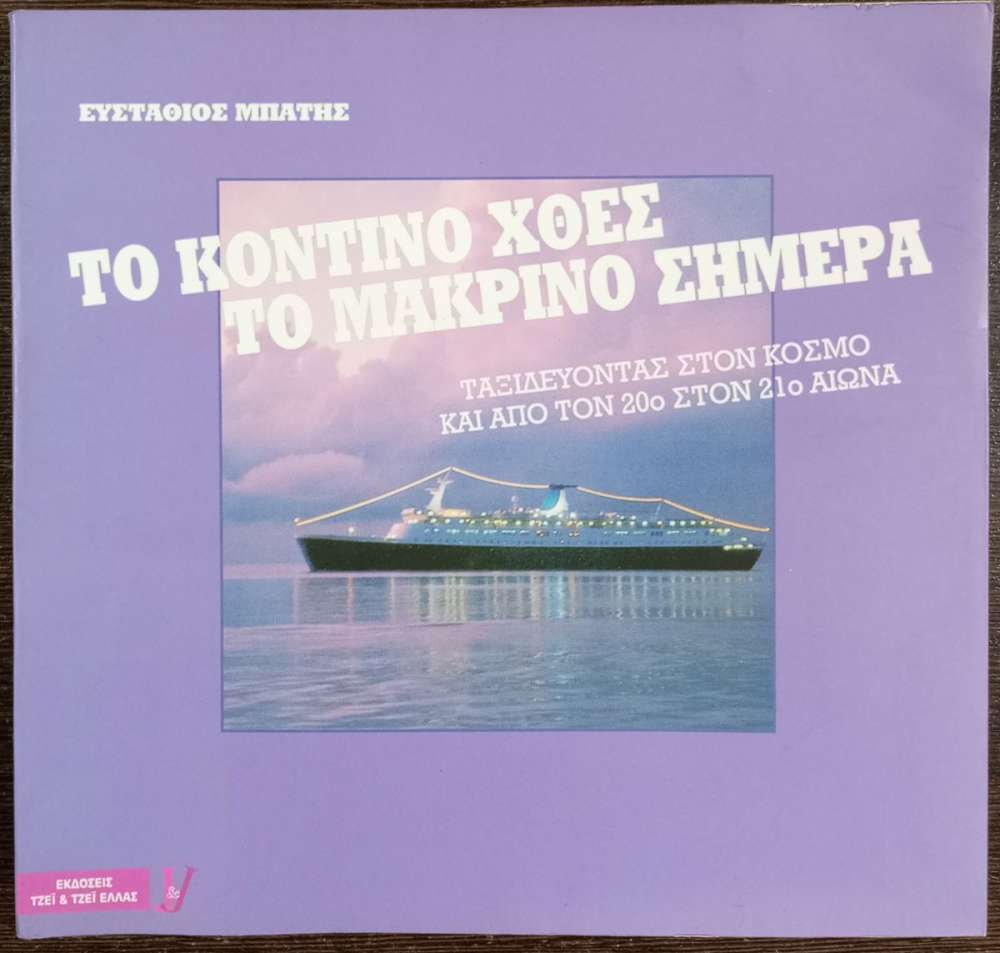 ΕΥΣΤΑΘΙΟΣ ΜΠΑΤΗΣ
ΤΟ ΚΟΝΤΙΝΟ ΧΘΕΣ
ΤΟ ΜΑΚΡΙΝΟ ΣΗΜΕΡΑ
ΤΑΞΙΔΕΥΟΝΤΑΣ ΣΤΟΝ ΚΟΣΜΟ
ΚΑΙ ΑΠΟ ΤΟΝ 20ο ΣΤΟΝ 21ο ΑΙΩΝΑ
ΕΚΔΟΣΕΙΣ
ΤΖΕΪ & ΤΖΕΪ ΕΛΛΑΣ
J&J